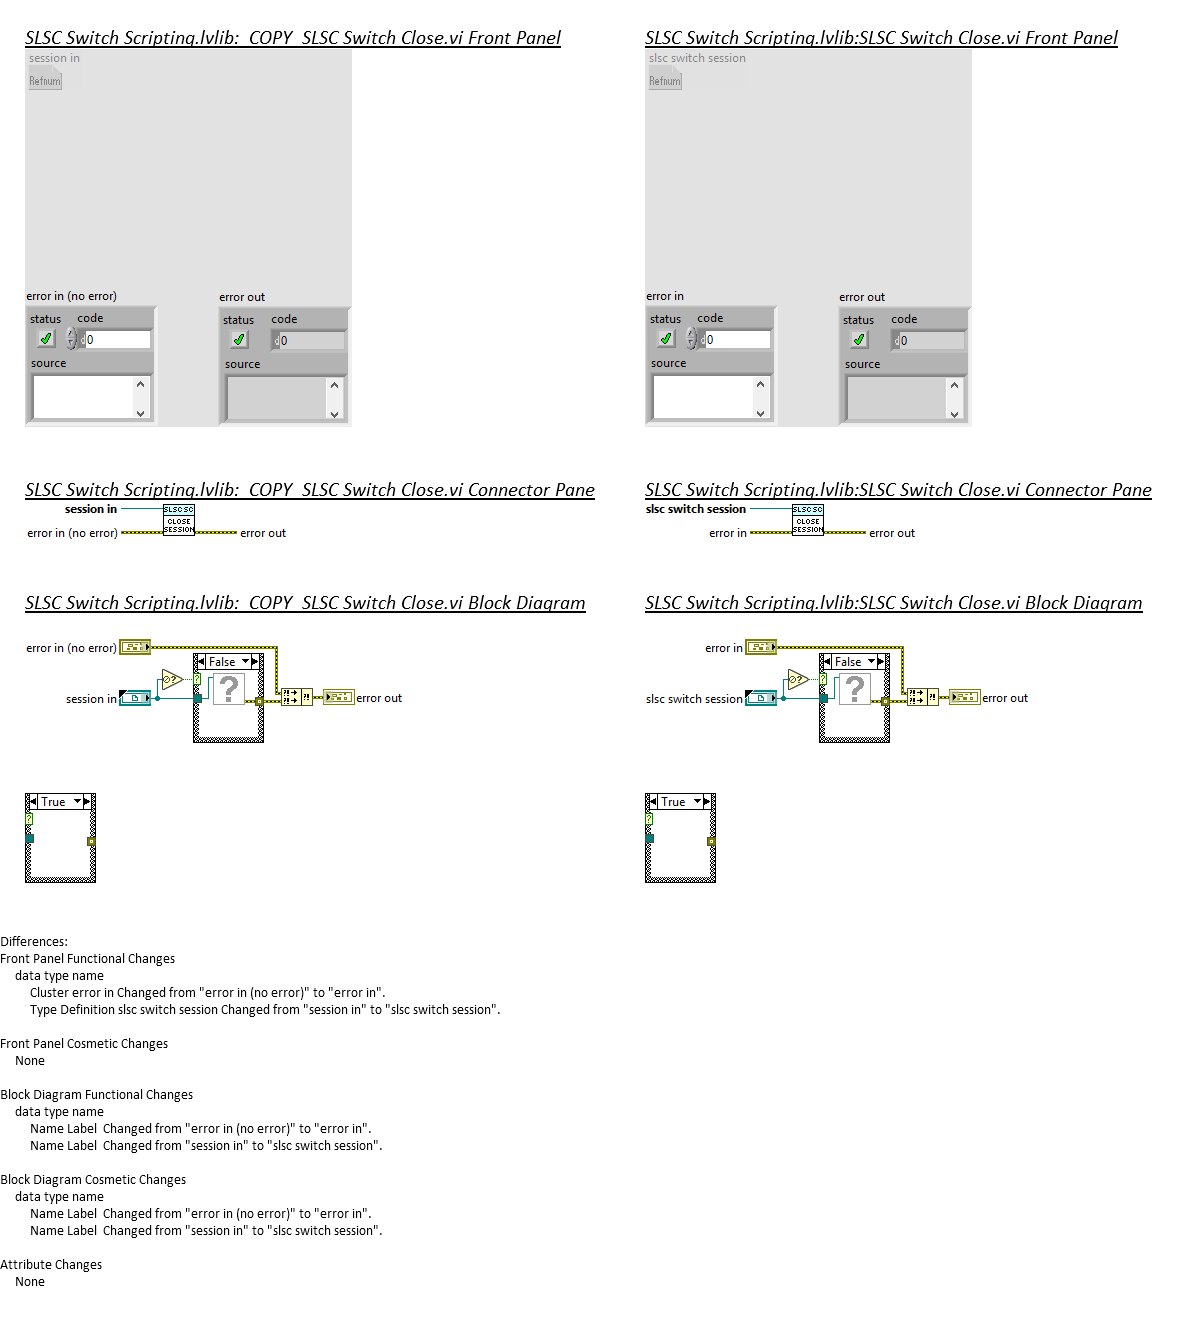 SLSC Switch Scripting.lvlib:_COPY_SLSC Switch Close.vi Front Panel
session in
Refnum
error in (no error)
error out
status
code
0
source
status
code
0
source
SLSC Switch Scripting.lvlib:SLSC Switch Close.vi Front Panel
slsc switch session
Refnum
error in
error out
status
code
0
source
status
code
0
source
SLSC Switch Scripting.lvlib:_COPY_SLSC Switch Close.vi Connector Pane
session in
SLSC SC
CLOSE
SESSION
error in (no error)
error out
SLSC Switch Scripting.lvlib:SLSC Switch Close.vi Connector Pane
slsc switch session
SLSC SC
CLOSE
SESSION
error in
error out
SLSC Switch Scripting.lvlib:_COPY_SLSC Switch Close.vi Block Diagram
error in (no error)
False
?
?
session in
error out
True
?
SLSC Switch Scripting.lvlib:SLSC Switch Close.vi Block Diagram
error in
False
?
?
slsc switch session
error out
True
?
Differences:
Front Panel Functional Changes
data type name
Cluster error in Changed from "error in (no error)" to "error in".
Type Definition slsc switch session Changed from "session in" to "slsc switch session".
Front Panel Cosmetic Changes
None
Block Diagram Functional Changes
data type name
Name Label  Changed from "error in (no error)" to "error in".
Name Label  Changed from "session in" to "slsc switch session".
Block Diagram Cosmetic Changes
data type name
Name Label  Changed from "error in (no error)" to "error in".
Name Label  Changed from "session in" to "slsc switch session".
Attribute Changes
None